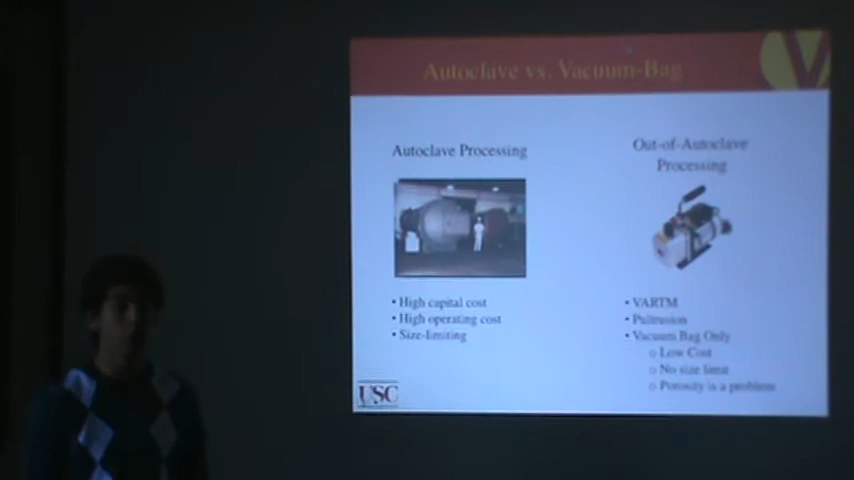 Autoclave vs. Vacuum-Bag
Autoclave Processing
• High capital cost
• High operating cost
• Size-limiting
Out-of-Autoclave
Processing
• VARTM
• Pultrusion
• Vacuum Bag Only
o Low Cost
o No size limit
o Porosity is a problem
USC